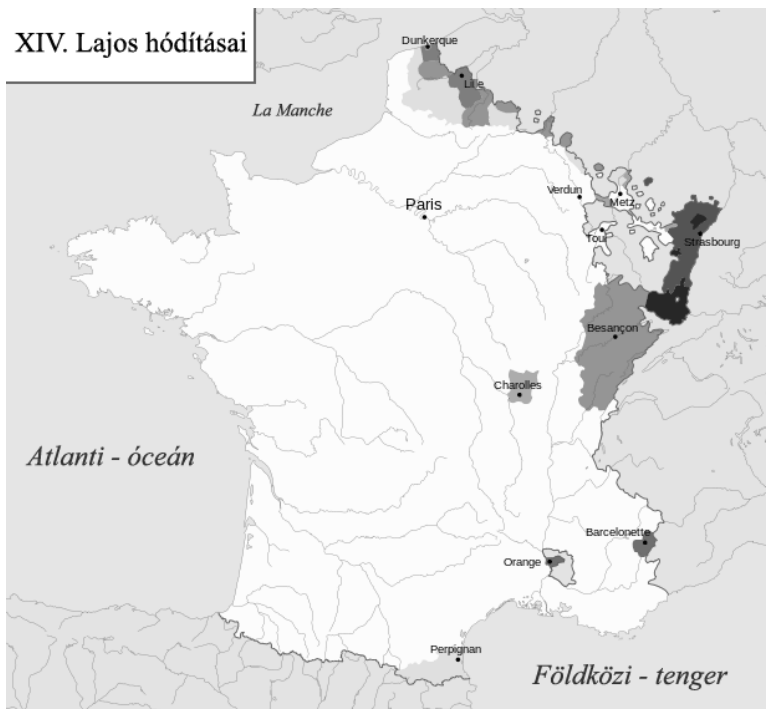 XIV. Lajos hódításai
Dunkerque
Lille
La Manche
Verdun
Metz
Paris
Toul
Strasbourg
Besançon
Charolles
Atlanti - óceán
Barcelonette
Orange
Perpignan
Földközi - tenger